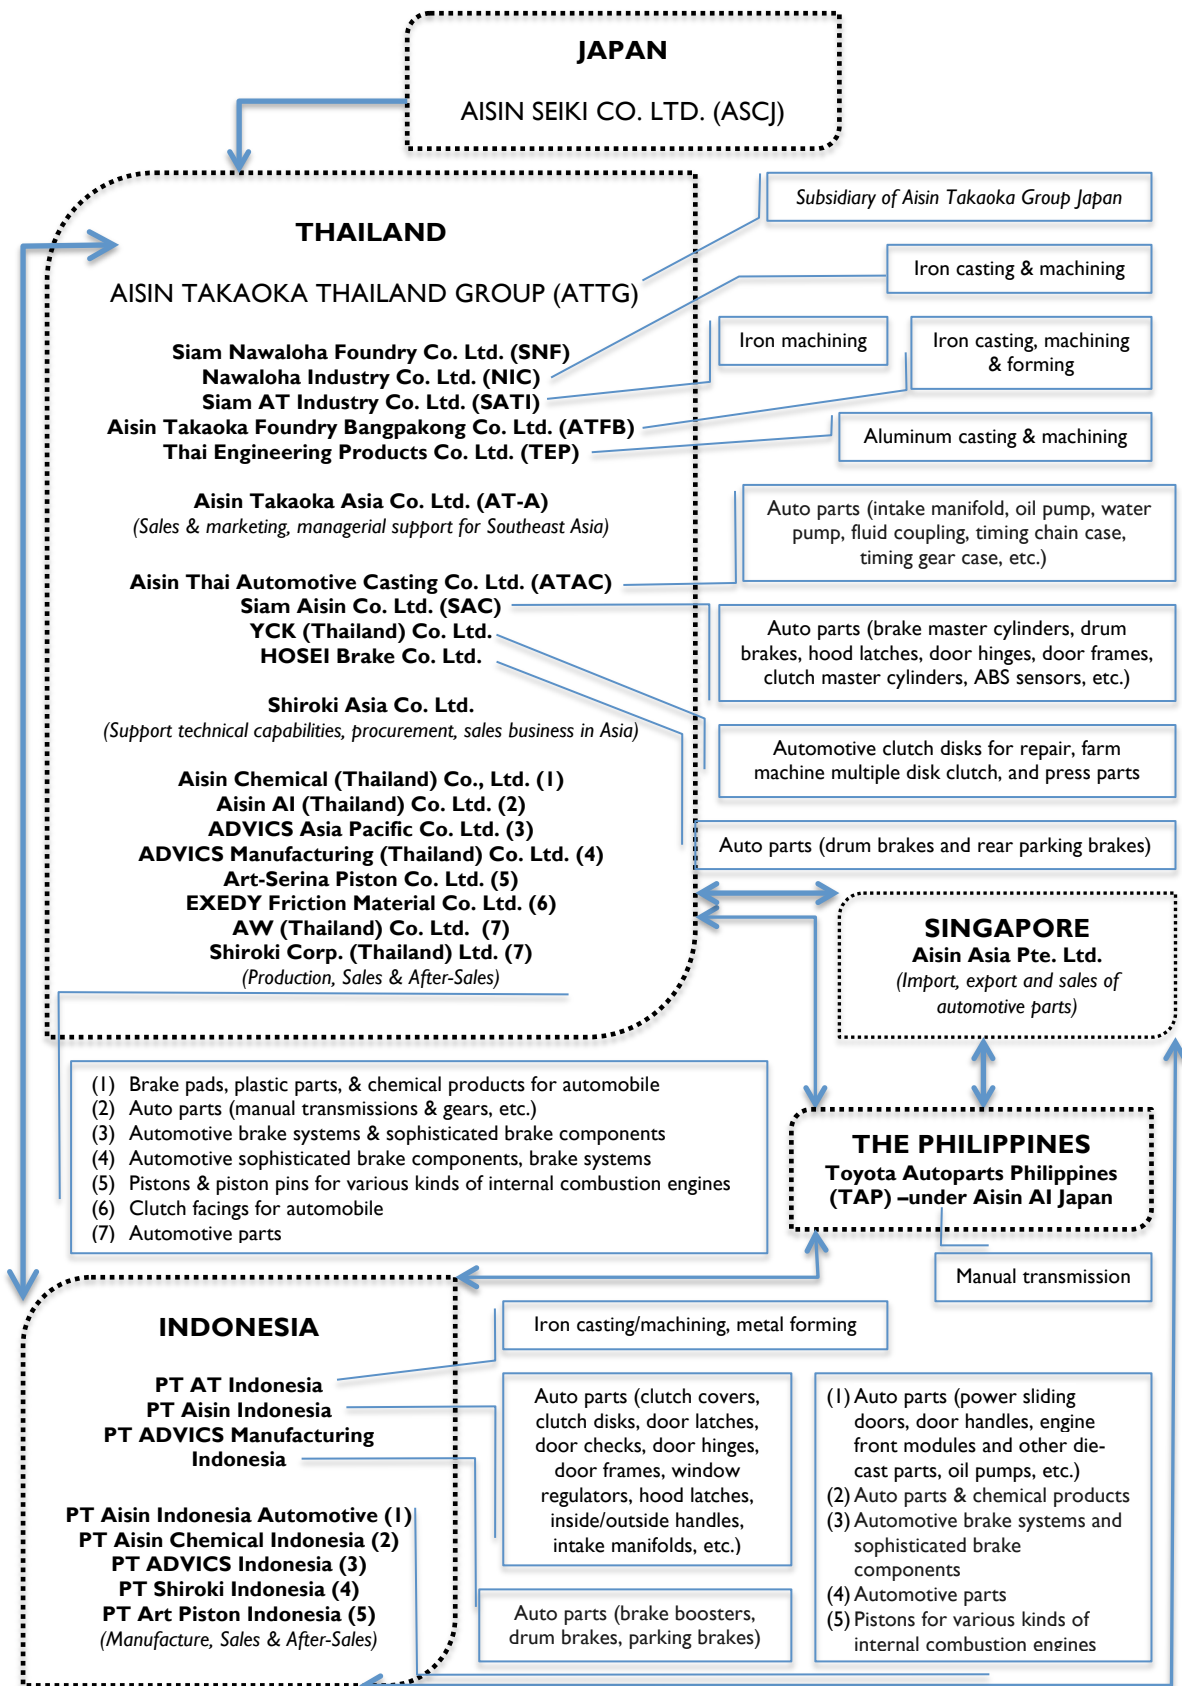 JAPAN
AISIN SEIKI CO. LTD. (ASCJ)
THAILAND
AISIN TAKAOKA THAILAND GROUP (ATTG)
Siam Nawaloha Foundry Co. Ltd. (SNF)
Nawaloha Industry Co. Ltd. (NIC)
Siam AT Industry Co. Ltd. (SATI)
Aisin Takaoka Foundry Bangpakong Co. Ltd. (ATFB)
Thai Engineering Products Co. Ltd. (TEP)
Aisin Takaoka Asia Co. Ltd. (AT-A)
(Sales & marketing, managerial support for Southeast Asia)
Aisin Thai Automotive Casting Co. Ltd. (ATAC)
Siam Aisin Co. Ltd. (SAC)
YCK (Thailand) Co. Ltd.
HOSEI Brake Co. Ltd.
Shiroki Asia Co. Ltd.
(Support technical capabilities, procurement, sales business in Asia)
Aisin Chemical (Thailand) Co., Ltd. (1)
Aisin AI (Thailand) Co. Ltd. (2)
ADVICS Asia Pacific Co. Ltd. (3)
ADVICS Manufacturing (Thailand) Co. Ltd. (4)
Art-Serina Piston Co. Ltd. (5)
EXEDY Friction Material Co. Ltd. (6)
AW (Thailand) Co. Ltd. (7)
Shiroki Corp. (Thailand) Ltd. (7)
(Production, Sales & After-Sales)
Subsidiary of Aisin Takaoka Group Japan
Iron casting & machining
Iron machining
Iron casting, machining
& forming
Aluminum casting & machining
Auto parts (intake manifold, oil pump, water
pump, fluid coupling, timing chain case,
timing gear case, etc.)
Auto parts (brake master cylinders, drum
brakes, hood latches, door hinges, door frames,
clutch master cylinders, ABS sensors, etc.)
Automotive clutch disks for repair, farm
machine multiple disk clutch, and press parts
Auto parts (drum brakes and rear parking brakes)
SINGAPORE
Aisin Asia Pte. Ltd.
(Import, export and sales of
automotive parts)
(1) Brake pads, plastic parts, & chemical products for automobile
(2) Auto parts (manual transmissions & gears, etc.)
(3) Automotive brake systems & sophisticated brake components
(4) Automotive sophisticated brake components, brake systems
(5) Pistons & piston pins for various kinds of internal combustion engines
(6) Clutch facings for automobile
(7) Automotive parts
THE PHILIPPINES
Toyota Autoparts Philippines
(TAP) –under Aisin AI Japan
Manual transmission
INDONESIA
PT AT Indonesia
PT Aisin Indonesia
PT ADVICS Manufacturing
Indonesia
PT Aisin Indonesia Automotive (1)
PT Aisin Chemical Indonesia (2)
PT ADVICS Indonesia (3)
PT Shiroki Indonesia (4)
PT Art Piston Indonesia (5)
(Manufacture, Sales & After-Sales)
Iron casting/machining, metal forming
Auto parts (clutch covers,
clutch disks, door latches,
door checks, door hinges,
door frames, window
regulators, hood latches,
inside/outside handles,
intake manifolds, etc.)
Auto parts (brake boosters,
drum brakes, parking brakes)
(1) Auto parts (power sliding
doors, door handles, engine
front modules and other die-
cast parts, oil pumps, etc.)
(2) Auto parts & chemical products
(3) Automotive brake systems and
sophisticated brake
components
(4) Automotive parts
(5) Pistons for various kinds of
internal combustion engines